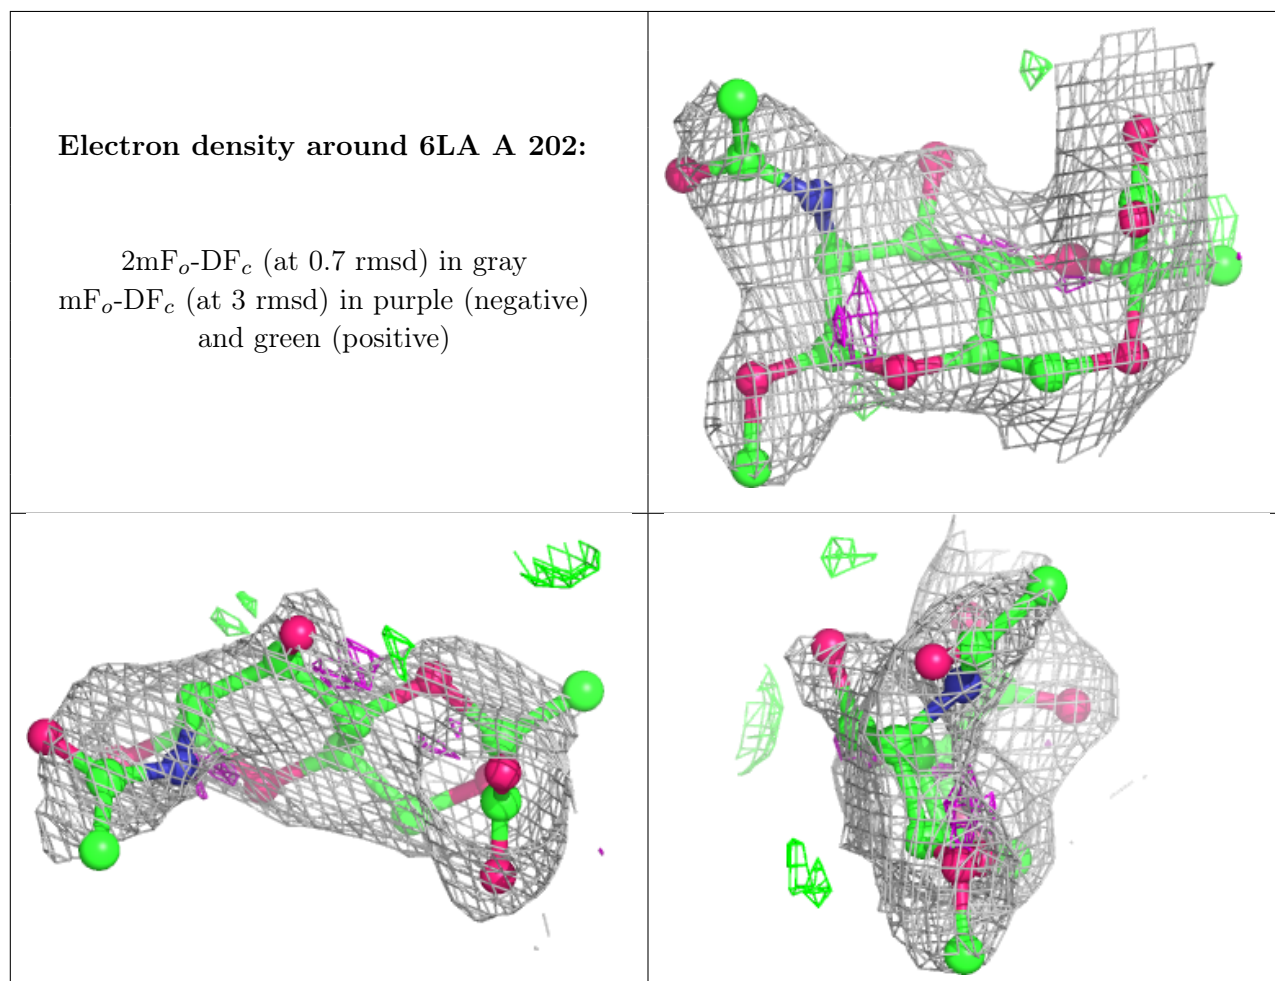 Electron density around 6LA A 202:
2mFo-DFc (at 0.7 rmsd) in gray
mFo-DFc (at 3 rmsd) in purple (negative)
and green (positive)